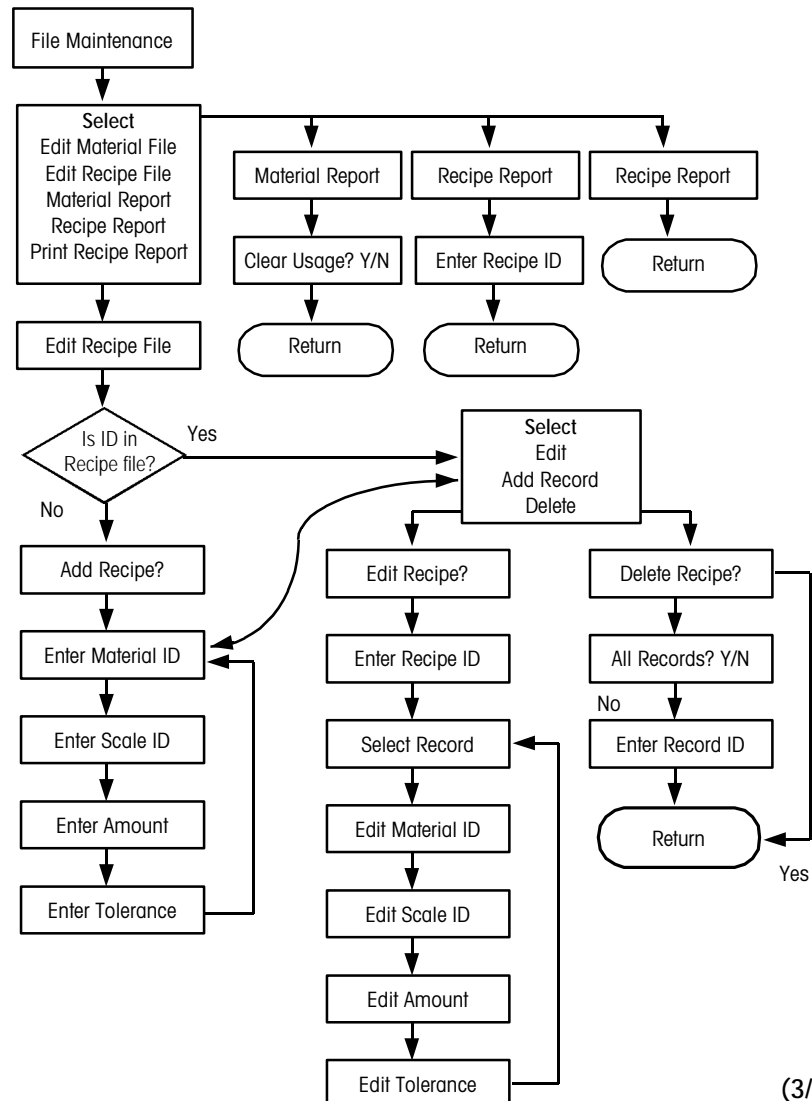 File Maintenance
Select
Edit Material File
Edit Recipe File
Material Report
Recipe Report
Print Recipe Report
Material Report
Recipe Report
Recipe Report
Clear Usage? Y/N
Enter Recipe ID
Return
Return
Return
Edit Recipe File
Is ID in
Recipe file?
Yes
No
Select
Edit
Add Record
Delete
Add Recipe?
Enter Material ID
Enter Scale ID
Enter Amount
Enter Tolerance
Edit Recipe?
Enter Recipe ID
Select Record
Edit Material ID
Edit Scale ID
Edit Amount
Edit Tolerance
Delete Recipe?
All Records? Y/N
No
Enter Record ID
Return
Yes
(3/